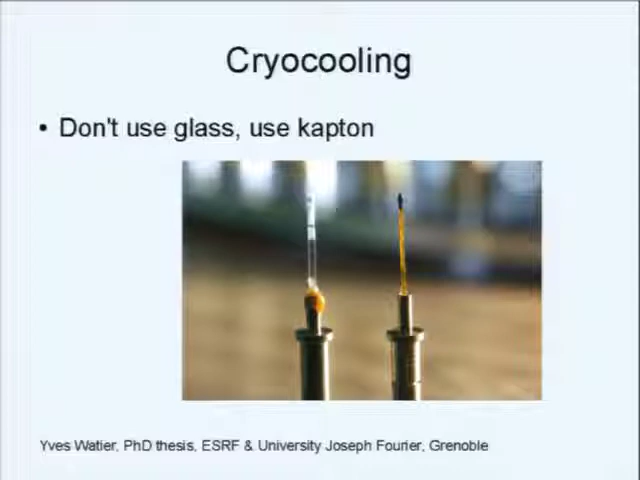 Cryocooling
• Don't use glass, use kapton
Yves Watier, PhD thesis, ESRF & University Joseph Fourier, Grenoble